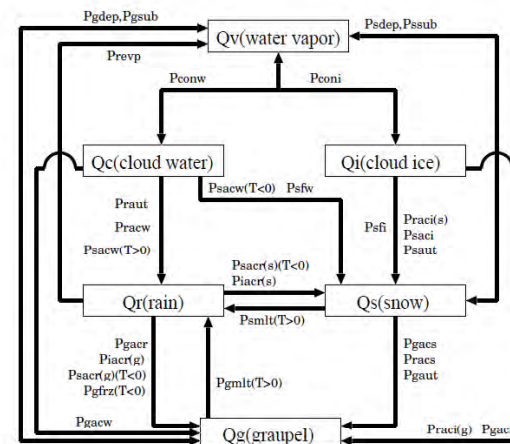 Pgdep,Pgsub
Psdep,Pssub
Qv(water vapor)
Prevp
Pconw
Pconi
Qc(cloud water)
Qi(cloud ice)
Psacw(T<0) Psfw
Praut
Pracw
Psacw(T>0)
Psfi
Praci(s)
Psaci
Psaut
Psacr(s)(T<0)
Piacr(s)
Qr(rain)
Qs(snow)
Psmlt(T>0)
Pgacr
Piacr(g)
Psacr(g)(T<0)
Pgfrz(T<0)
Pgmlt(T>0)
Pgacs
Pracs
Pgaut
Pgacw
Qg(graupel)
Praci(g) Pgaci